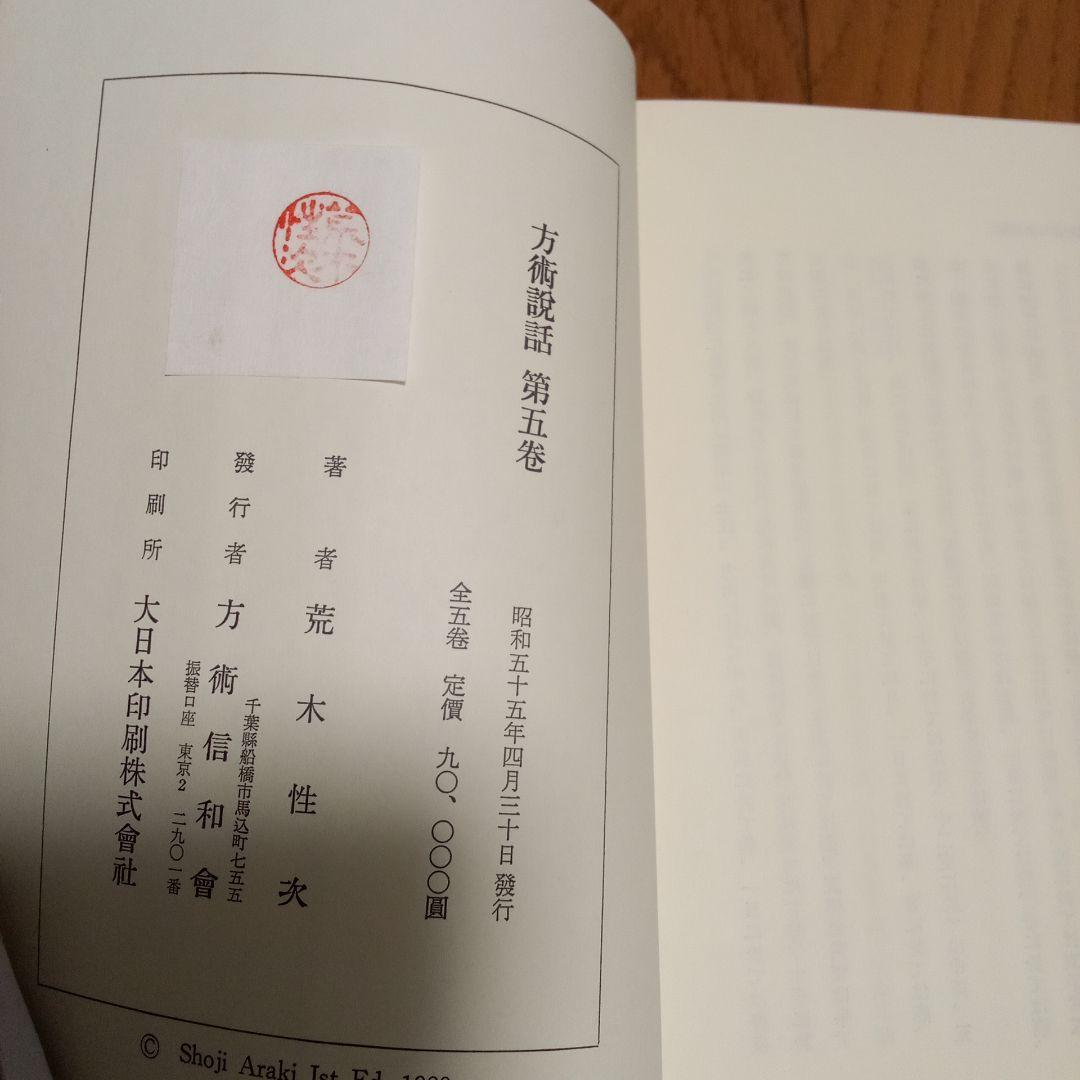 方術說話 第五卷
昭和五十五年四月三十日 發行
全五卷 定價 九〇、〇〇〇圓
著者 荒木性次
發行者 方術信和會
千葉縣船橋市馬込町七五五
振替口座 東京2 二九〇一番
印刷所 大日本印刷株式會社
© Shoji Araki Ist Ed.